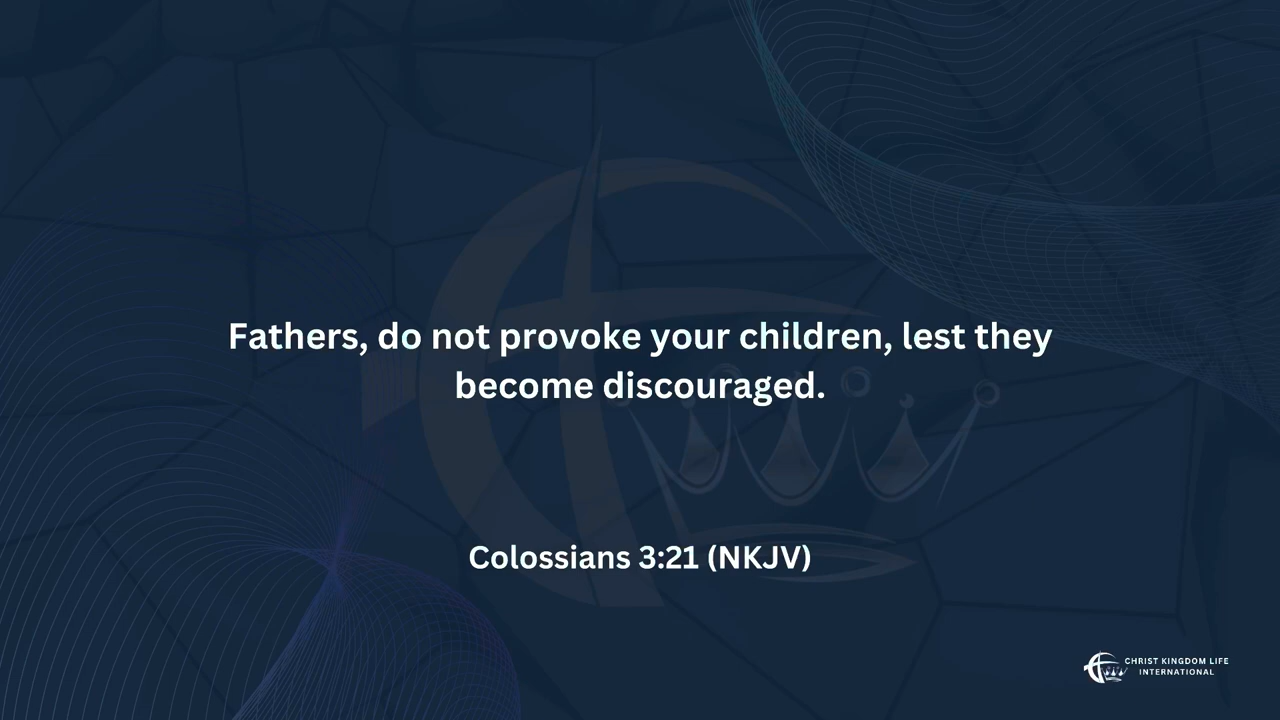 Fathers, do not provoke your children, lest they
become discouraged.
Colossians 3:21 (NKJV)
CHRIST KINGDOM LIFE
INTERNATIONAL